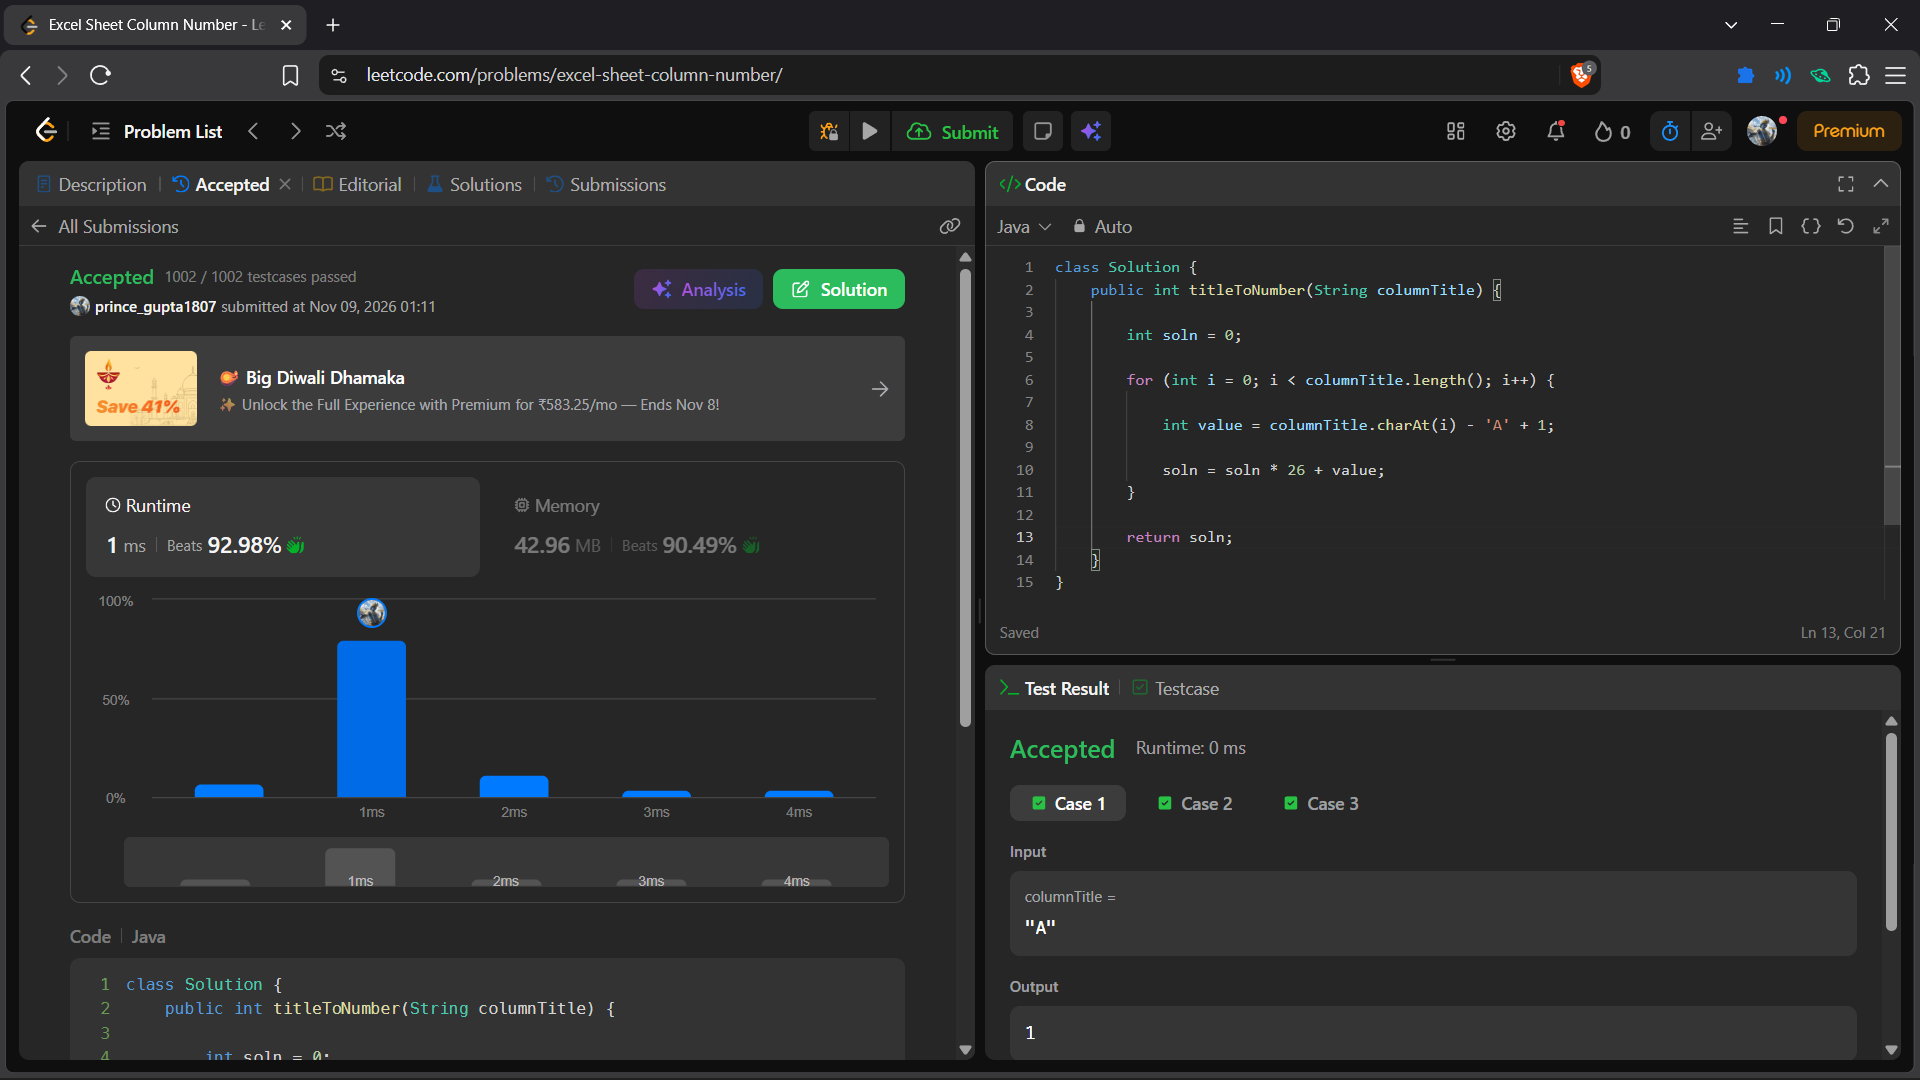 Excel Sheet Column Number - Le
leetcode.com/problems/excel-sheet-column-number/
5
Problem List
Submit
0
Premium
Description
Accepted
Editorial
Solutions
Submissions
All Submissions
Accepted 1002 / 1002 testcases passed
prince_gupta1807 submitted at Nov 09, 2026 01:11
Analysis
Solution
Save 41%
Big Diwali Dhamaka
Unlock the Full Experience with Premium for ₹583.25/mo — Ends Nov 8!
Runtime
1 ms Beats 92.98%
Memory
42.96 MB Beats 90.49%
100%
50%
0%
1ms 2ms 3ms 4ms
1ms 2ms 3ms 4ms
Code Java
1 class Solution {
2 public int titleToNumber(String columnTitle) {
3
4 int soln = 0;
</> Code
Java Auto
1 class Solution {
2 public int titleToNumber(String columnTitle) {
3
4 int soln = 0;
5
6 for (int i = 0; i < columnTitle.length(); i++) {
7
8 int value = columnTitle.charAt(i) - 'A' + 1;
9
10 soln = soln * 26 + value;
11 }
12
13 return soln;
14 }
15 }
Saved Ln 13, Col 21
Test Result
Testcase
Accepted Runtime: 0 ms
Case 1 Case 2 Case 3
Input
columnTitle =
"A"
Output
1